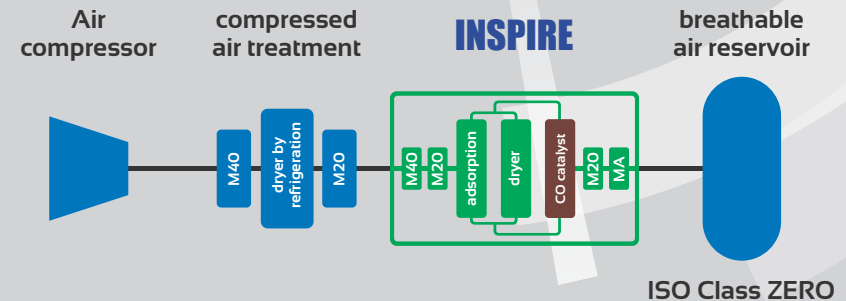 Air
compressor
compressed
air treatment
INSPIRE
breathable
air reservoir
M40
dryer by
refrigeration
M20
M40
M20
adsorption
dryer
CO catalyst
M20
MA
ISO Class ZERO